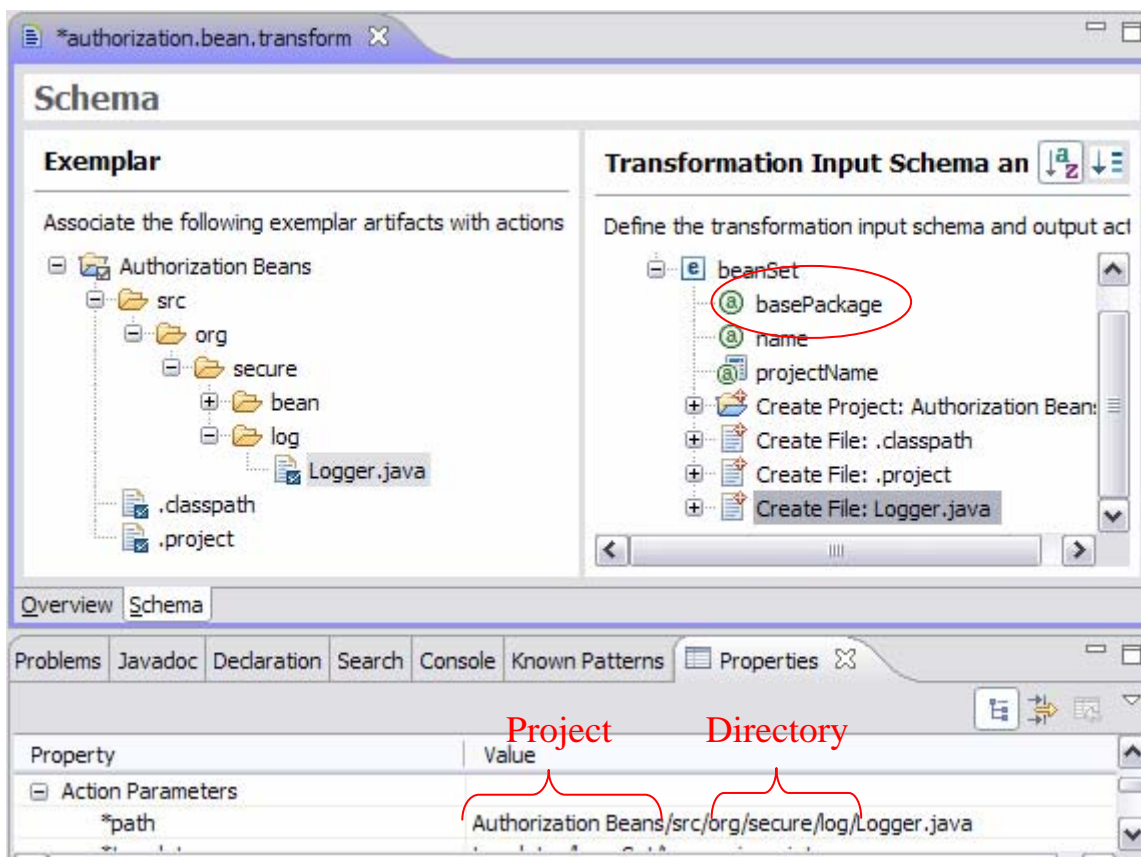 *authorization.bean.transform
Schema
Exemplar
Associate the following exemplar artifacts with actions
Authorization Beans
src
org
secure
bean
log
Logger.java
.classpath
.project
Transformation Input Schema an
Define the transformation input schema and output act
beanSet
basePackage
name
projectName
Create Project: Authorization Beans
Create File: .classpath
Create File: .project
Create File: Logger.java
Overview Schema
Problems Javadoc Declaration Search Console Known Patterns Properties
Project Directory
Property Value
Action Parameters
*path Authorization Beans/src/org/secure/log/Logger.java